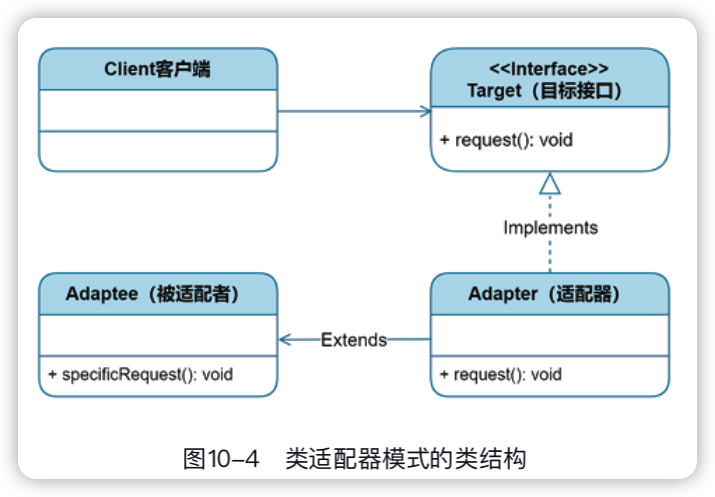 Client客户端
<<Interface>>
Target（目标接口）
+ request(): void
Implements
Adaptee（被适配者）
+ specificRequest(): void
Extends
Adapter（适配器）
+ request(): void
图10–4 类适配器模式的类结构